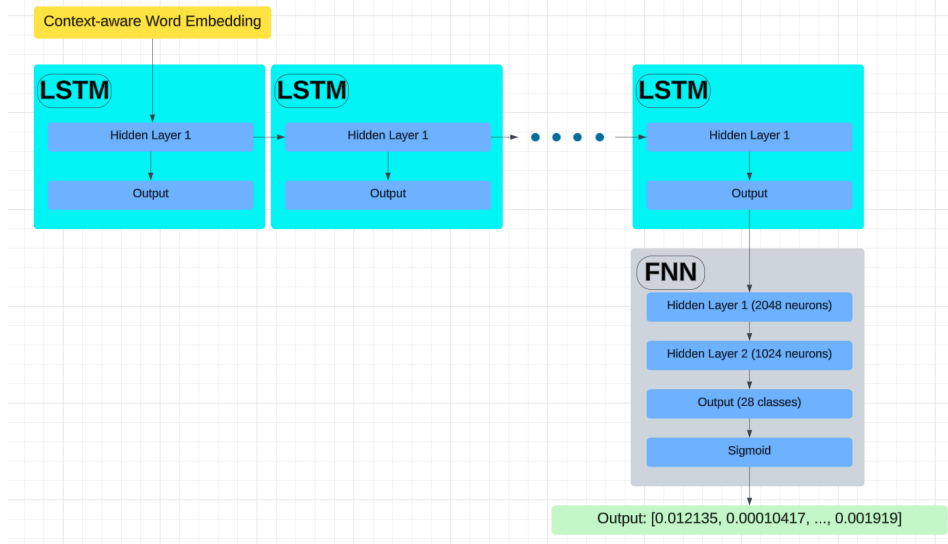 Context-aware Word Embedding
LSTM
Hidden Layer 1
Output
LSTM
Hidden Layer 1
Output
LSTM
Hidden Layer 1
Output
FNN
Hidden Layer 1 (2048 neurons)
Hidden Layer 2 (1024 neurons)
Output (28 classes)
Sigmoid
Output: [0.012135, 0.00010417, ..., 0.001919]